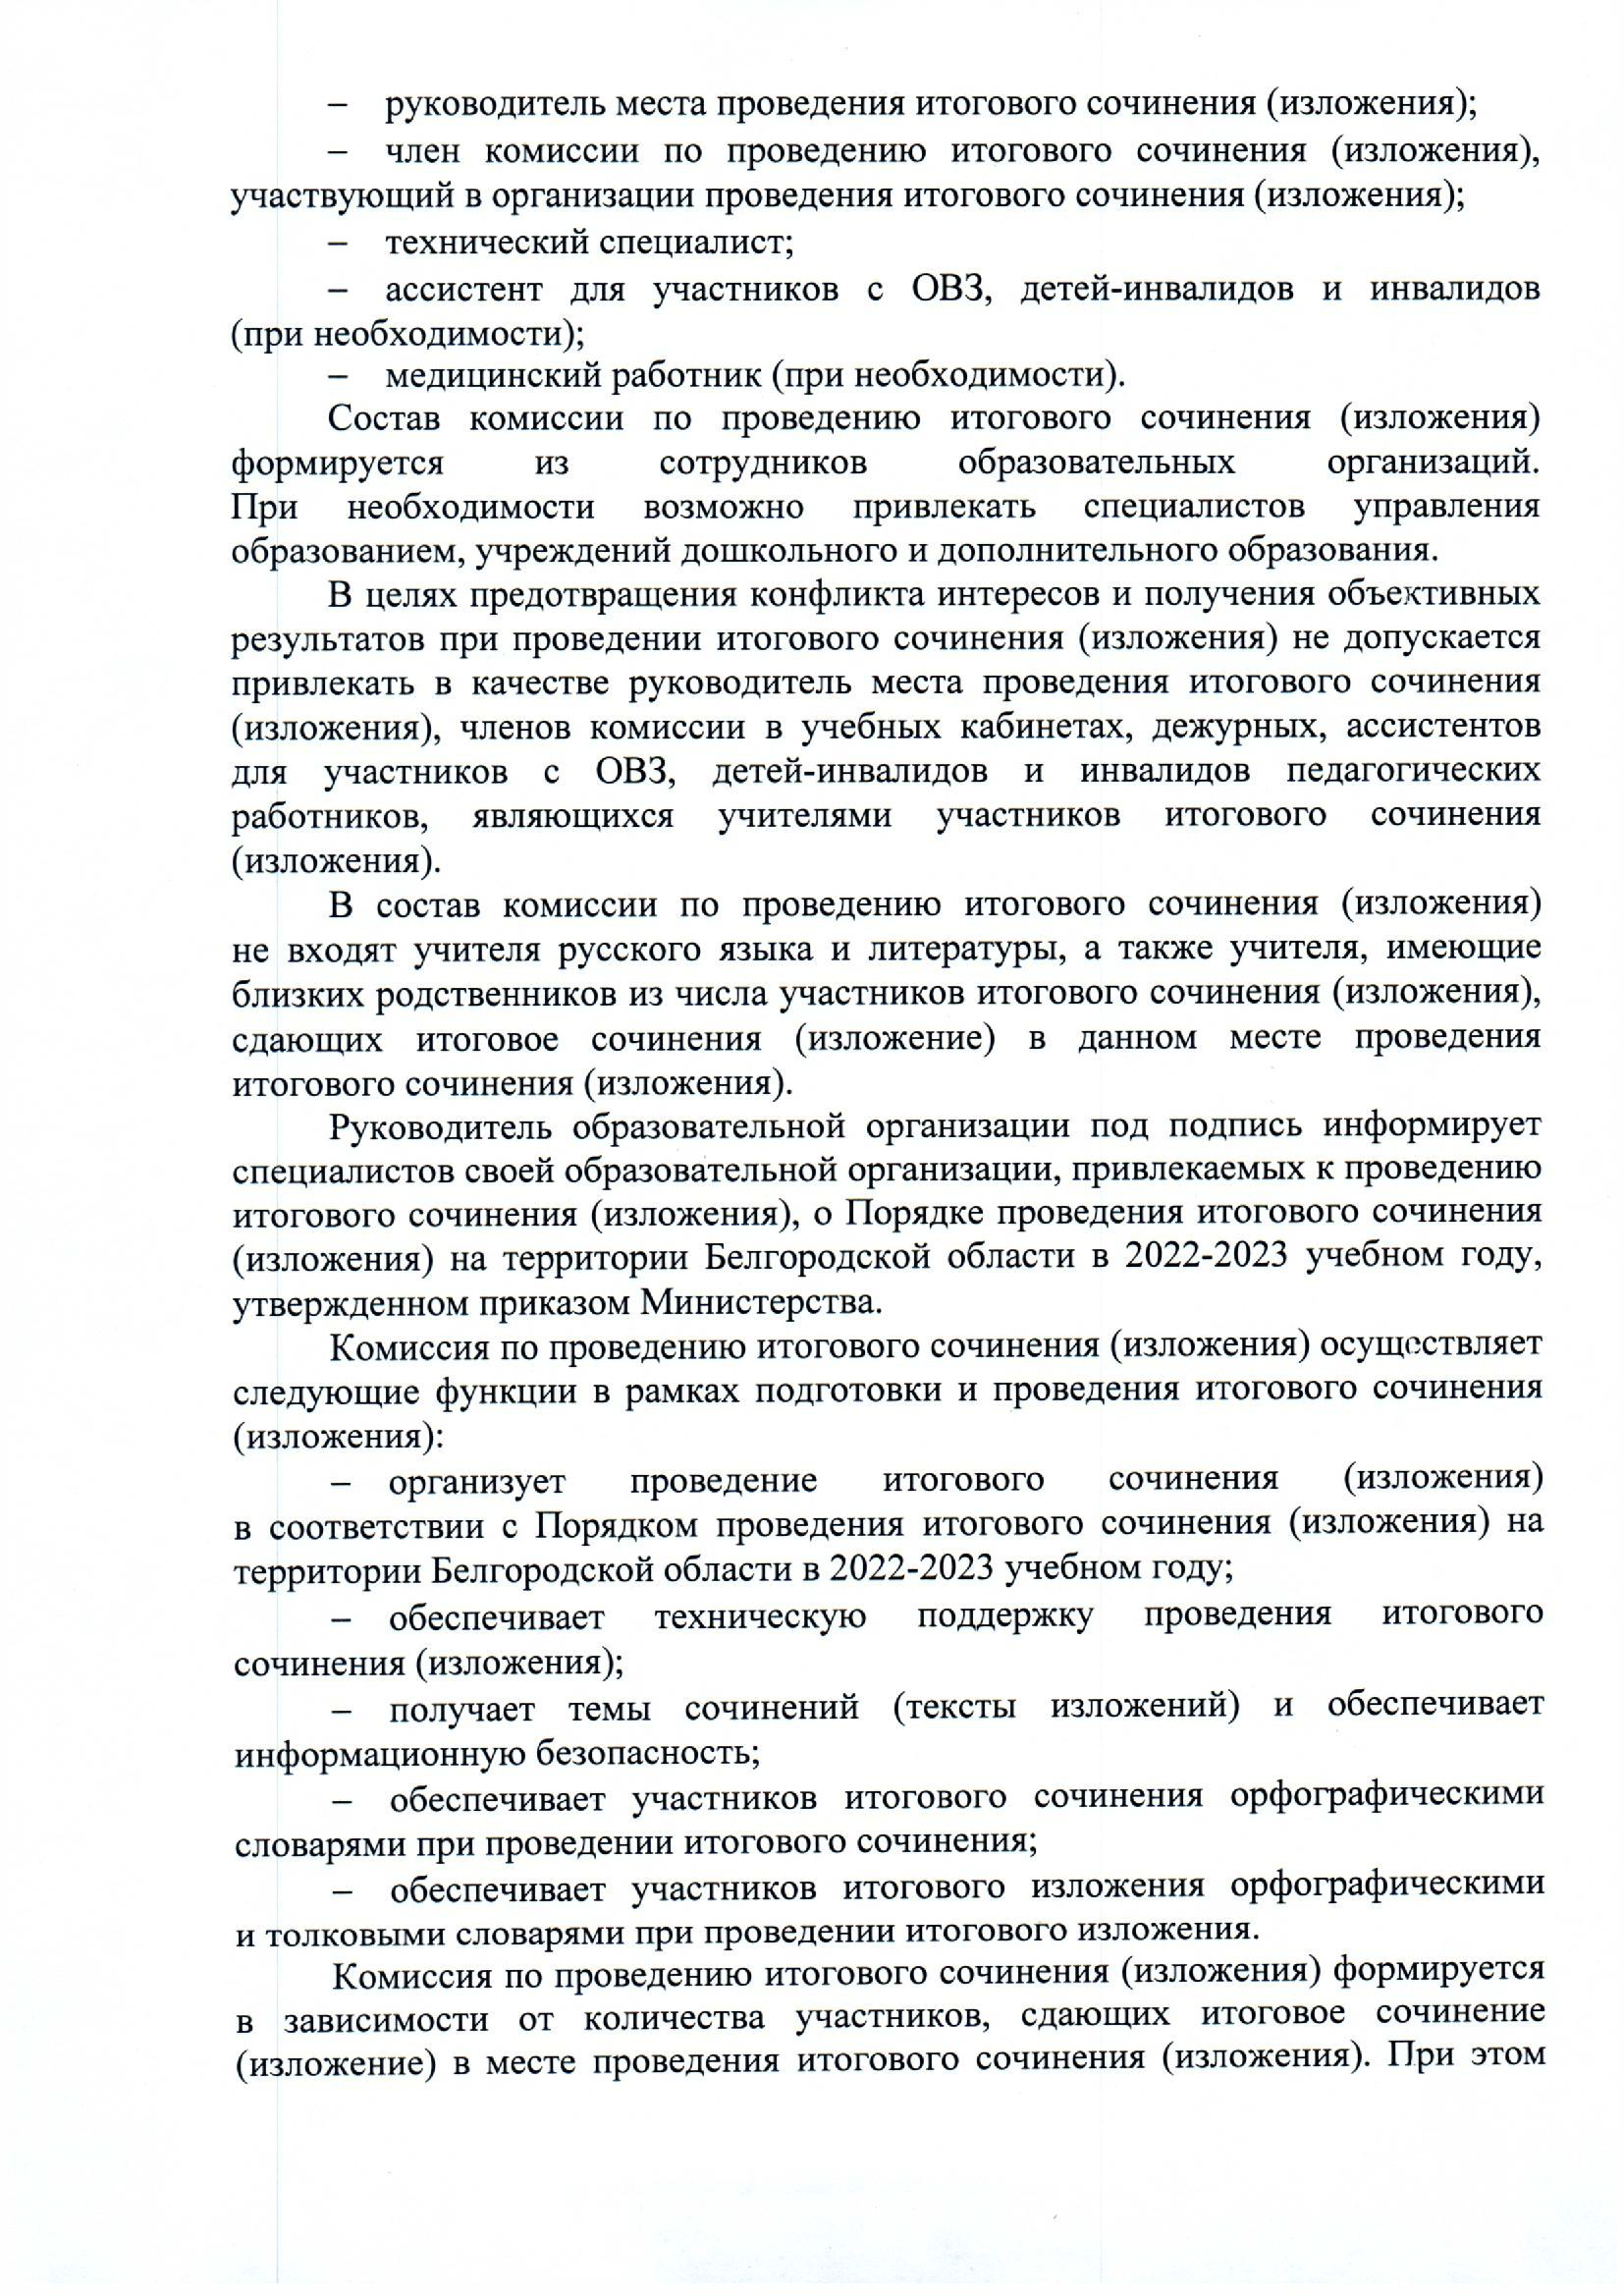 – руководитель места проведения итогового сочинения (изложения);
– член комиссии по проведению итогового сочинения (изложения),
участвующий в организации проведения итогового сочинения (изложения);
– технический специалист;
– ассистент для участников с ОВЗ, детей-инвалидов и инвалидов
(при необходимости);
– медицинский работник (при необходимости).
Состав комиссии по проведению итогового сочинения (изложения)
формируется из сотрудников образовательных организаций.
При необходимости возможно привлекать специалистов управления
образованием, учреждений дошкольного и дополнительного образования.
В целях предотвращения конфликта интересов и получения объективных
результатов при проведении итогового сочинения (изложения) не допускается
привлекать в качестве руководитель места проведения итогового сочинения
(изложения), членов комиссии в учебных кабинетах, дежурных, ассистентов
для участников с ОВЗ, детей-инвалидов и инвалидов педагогических
работников, являющихся учителями участников итогового сочинения
(изложения).
В состав комиссии по проведению итогового сочинения (изложения)
не входят учителя русского языка и литературы, а также учителя, имеющие
близких родственников из числа участников итогового сочинения (изложения),
сдающих итоговое сочинения (изложение) в данном месте проведения
итогового сочинения (изложения).
Руководитель образовательной организации под подпись информирует
специалистов своей образовательной организации, привлекаемых к проведению
итогового сочинения (изложения), о Порядке проведения итогового сочинения
(изложения) на территории Белгородской области в 2022-2023 учебном году,
утвержденном приказом Министерства.
Комиссия по проведению итогового сочинения (изложения) осуществляет
следующие функции в рамках подготовки и проведения итогового сочинения
(изложения):
– организует проведение итогового сочинения (изложения)
в соответствии с Порядком проведения итогового сочинения (изложения) на
территории Белгородской области в 2022-2023 учебном году;
– обеспечивает техническую поддержку проведения итогового
сочинения (изложения);
– получает темы сочинений (тексты изложений) и обеспечивает
информационную безопасность;
– обеспечивает участников итогового сочинения орфографическими
словарями при проведении итогового сочинения;
– обеспечивает участников итогового изложения орфографическими
и толковыми словарями при проведении итогового изложения.
Комиссия по проведению итогового сочинения (изложения) формируется
в зависимости от количества участников, сдающих итоговое сочинение
(изложение) в месте проведения итогового сочинения (изложения). При этом